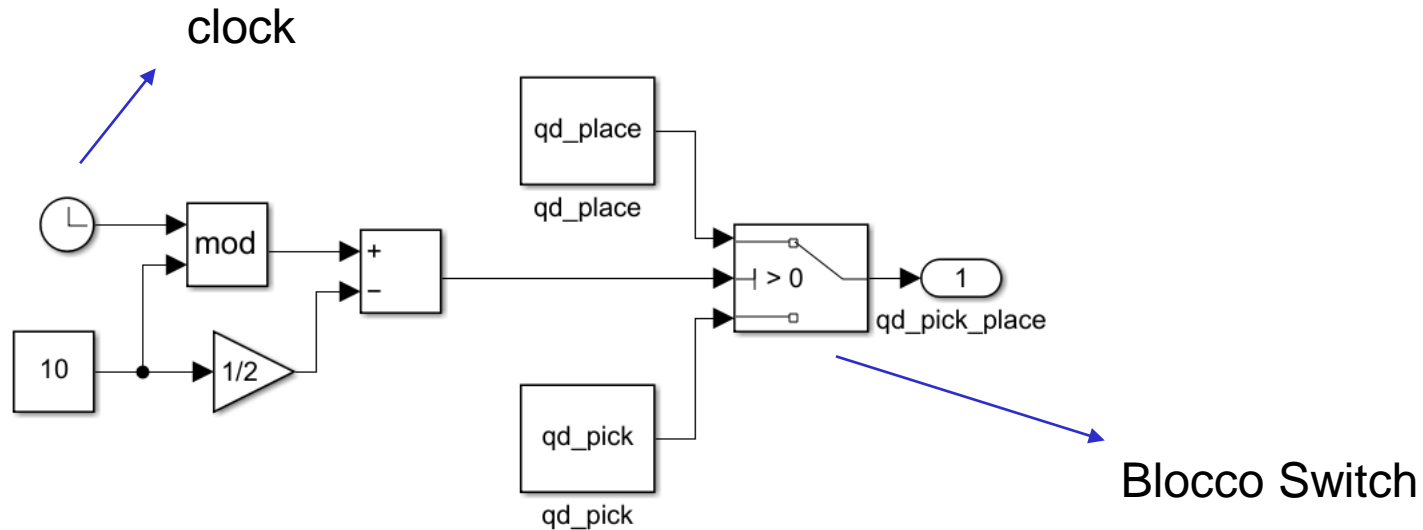 clock
qd_place
qd_place
mod
+
−
> 0
1
qd_pick_place
10
1/2
qd_pick
qd_pick
Blocco Switch